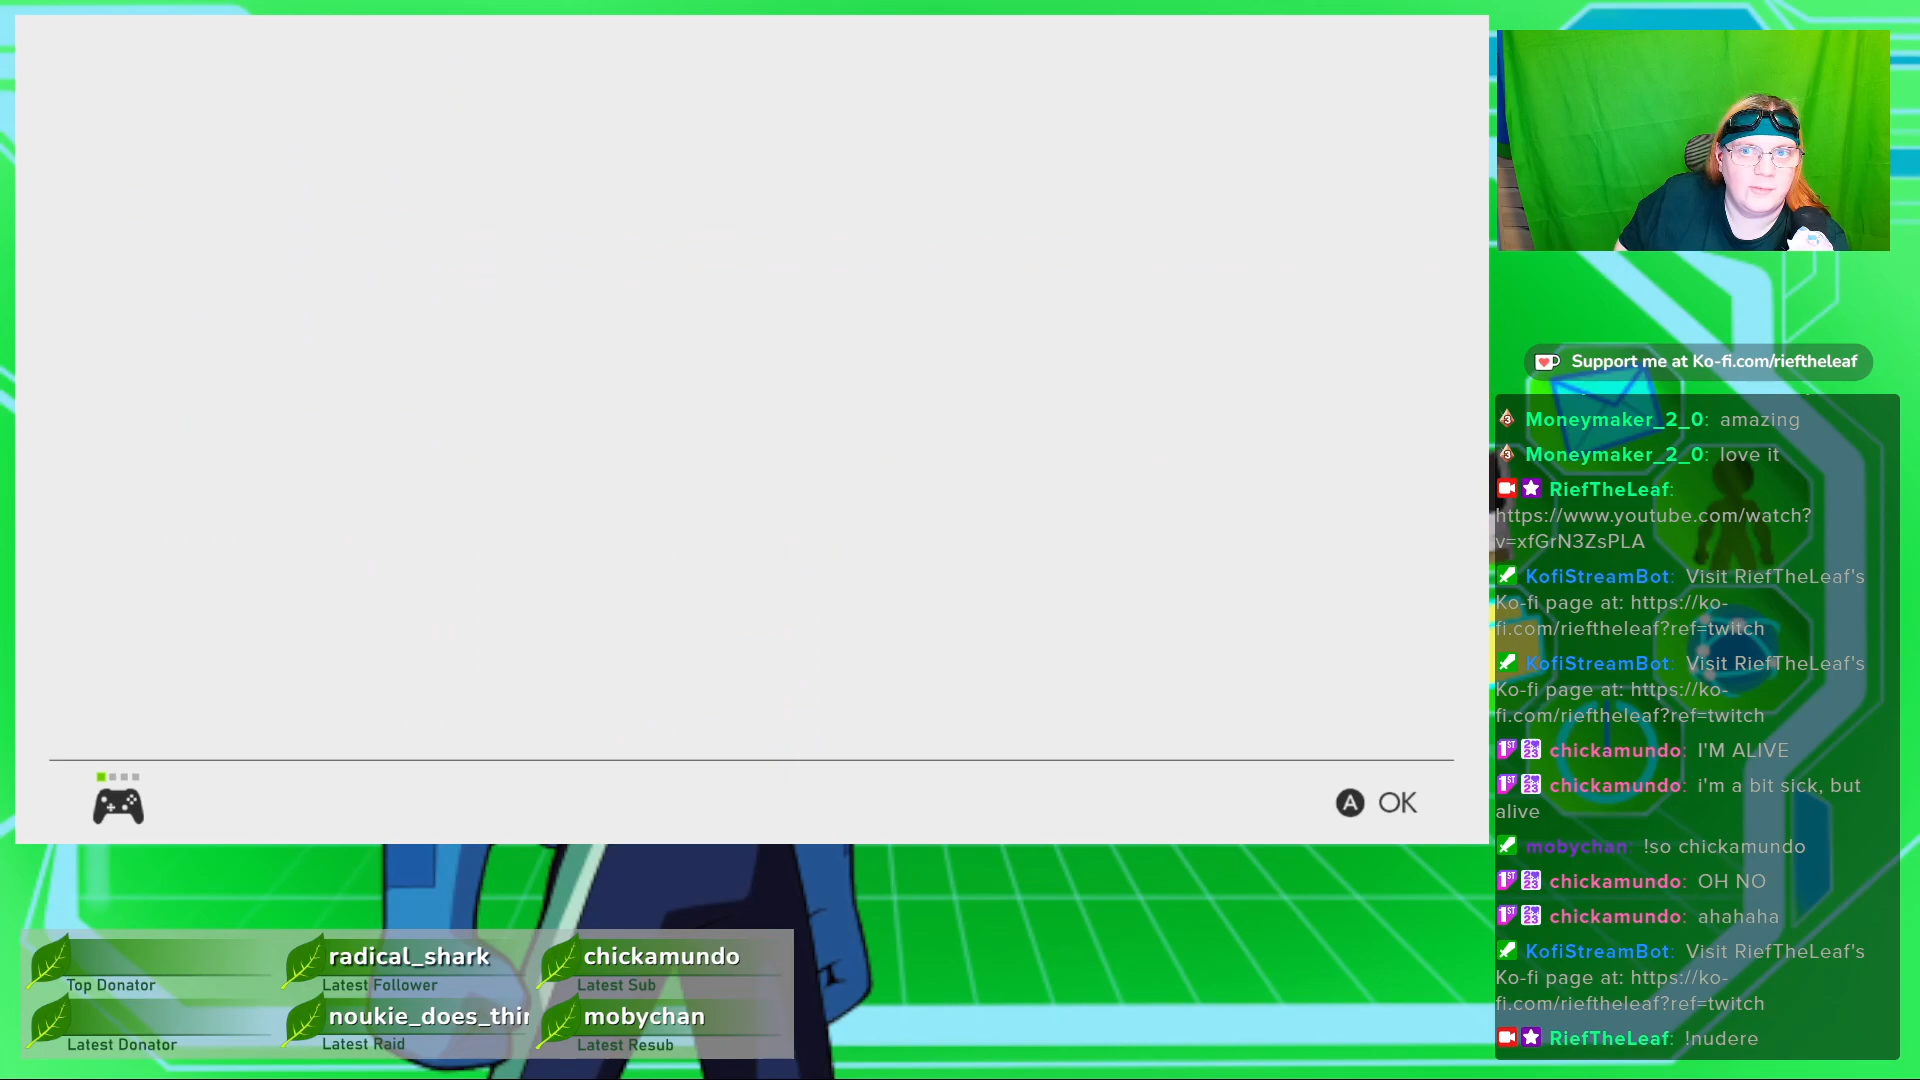 A OK
Support me at Ko-fi.com/rieftheleaf
Moneymaker_2_0: amazing
Moneymaker_2_0: love it
RiefTheLeaf:
https://www.youtube.com/watch?
v=xfGrN3ZsPLA
KofiStreamBot: Visit RiefTheLeaf's
Ko-fi page at: https://ko-
fi.com/rieftheleaf?ref=twitch
KofiStreamBot: Visit RiefTheLeaf's
Ko-fi page at: https://ko-
fi.com/rieftheleaf?ref=twitch
chickamundo: I'M ALIVE
chickamundo: i'm a bit sick, but
alive
mobychan: !so chickamundo
chickamundo: OH NO
chickamundo: ahahaha
KofiStreamBot: Visit RiefTheLeaf's
Ko-fi page at: https://ko-
fi.com/rieftheleaf?ref=twitch
RiefTheLeaf: !nudere
Top Donator
radical_shark
Latest Follower
chickamundo
Latest Sub
Latest Donator
noukie_does_thin
Latest Raid
mobychan
Latest Resub